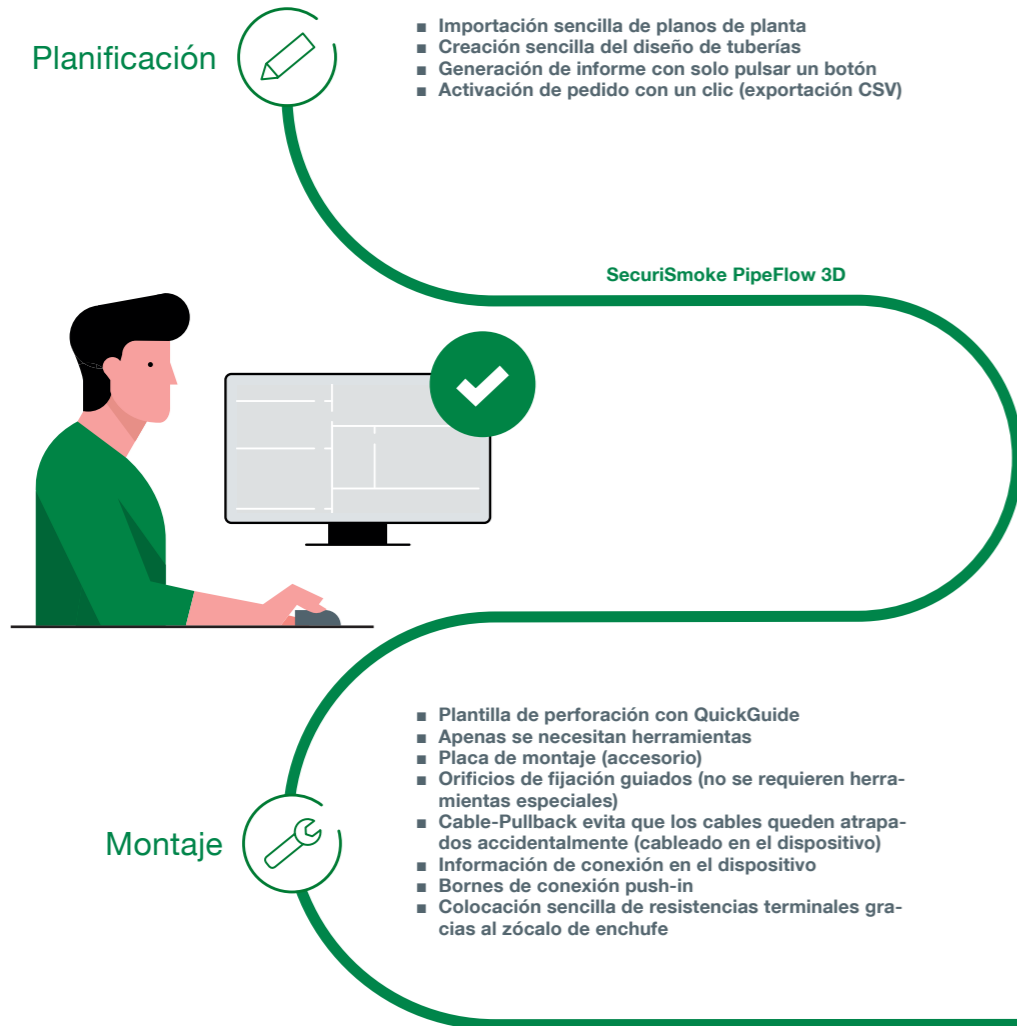 Planificación
■ Importación sencilla de planos de planta
■ Creación sencilla del diseño de tuberías
■ Generación de informe con solo pulsar un botón
■ Activación de pedido con un clic (exportación CSV)
SecuriSmoke PipeFlow 3D
Montaje
■ Plantilla de perforación con QuickGuide
■ Apenas se necesitan herramientas
■ Placa de montaje (accesorio)
■ Orificios de fijación guiados (no se requieren herra-
mientas especiales)
■ Cable-Pullback evita que los cables queden atrapa-
dos accidentalmente (cableado en el dispositivo)
■ Información de conexión en el dispositivo
■ Bornes de conexión push-in
■ Colocación sencilla de resistencias terminales gra-
cias al zócalo de enchufe